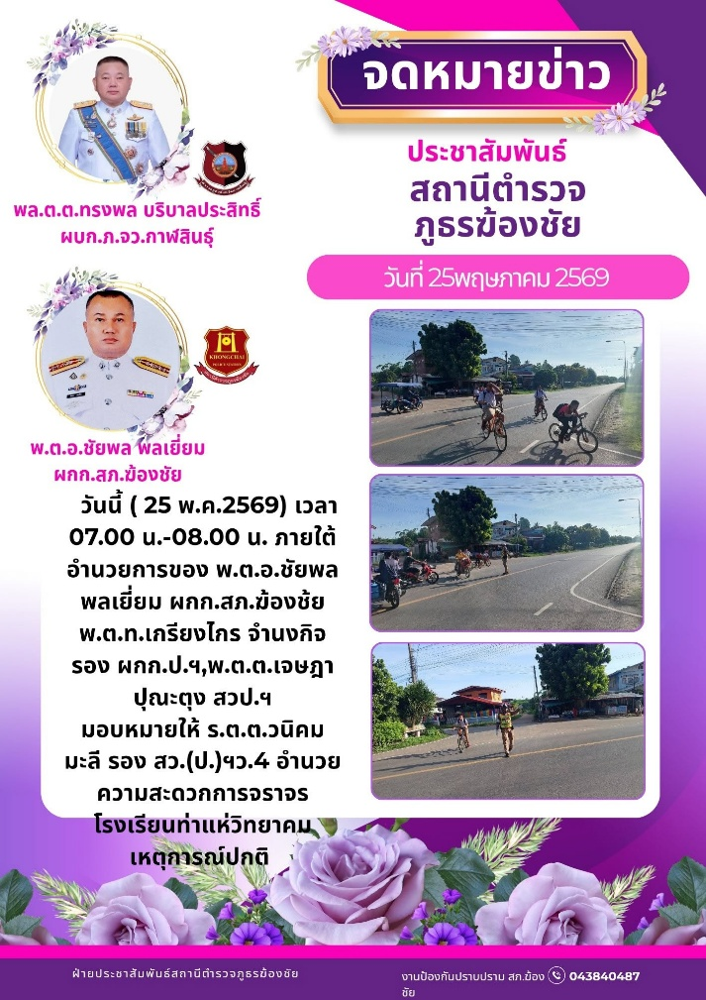 จดหมายข่าว
ประชาสัมพันธ์
สถานีตำรวจ
ภูธรฆ้องชัย
วันที่ 25พฤษภาคม 2569
พล.ต.ต.ทรงพล บริบาลประสิทธิ์
ผบก.ภ.จว.กาฬสินธุ์
KHONGCHAI
POLICE STATION
พ.ต.อ.ชัยพล พลเยี่ยม
ผกก.สภ.ฆ้องชัย
วันนี้ ( 25 พ.ค.2569) เวลา
07.00 น.-08.00 น. ภายใต้
อำนวยการของ พ.ต.อ.ชัยพล
พลเยี่ยม ผกก.สภ.ฆ้องชัย
พ.ต.ท.เกรียงไกร จำนงกิจ
รอง ผกก.ป.ฯ,พ.ต.ต.เจษฎา
ปุณะตุง สวป.ฯ
มอบหมายให้ ร.ต.ต.วนิคม
มะลี รอง สว.(ป.)ฯว.4 อำนวย
ความสะดวกการจราจร
โรงเรียนท่าแห่วิทยาคม
เหตุการณ์ปกติ
ฝ่ายประชาสัมพันธ์สถานีตำรวจภูธรฆ้องชัย
งานป้องกันปราบปราม สภ.ฆ้อง
ชัย
043840487